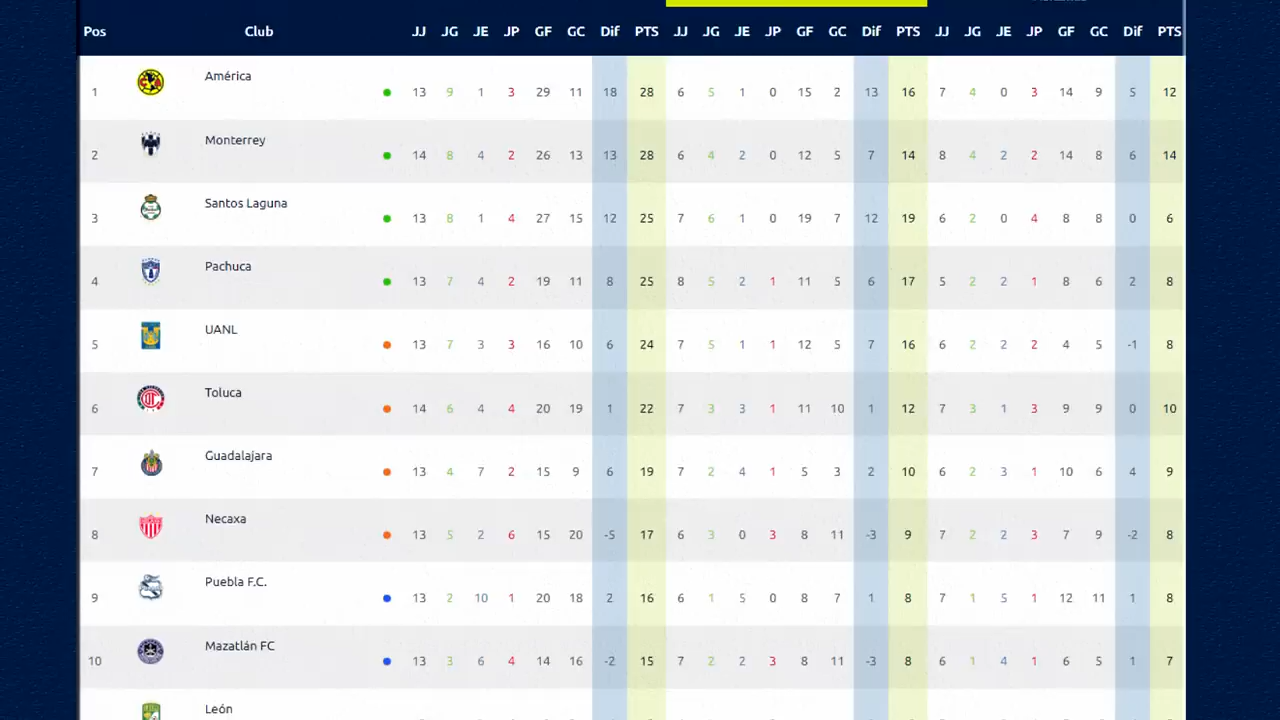 Pos Club JJ JG JE JP GF GC Dif PTS JJ JG JE JP GF GC Dif PTS JJ JG JE JP GF GC Dif PTS
1 América 13 9 1 3 29 11 18 28 6 5 1 0 15 2 13 16 7 4 0 3 14 9 5 12
2 Monterrey 14 8 4 2 26 13 13 28 6 4 2 0 12 5 7 14 8 4 2 2 14 8 6 14
3 Santos Laguna 13 8 1 4 27 15 12 25 7 6 1 0 19 7 12 19 6 2 0 4 8 8 0 6
4 Pachuca 13 7 4 2 19 11 8 25 8 5 2 1 11 5 6 17 5 2 2 1 8 6 2 8
5 UANL 13 7 3 3 16 10 6 24 7 5 1 1 12 5 7 16 6 2 2 2 4 5 -1 8
6 Toluca 14 6 4 4 20 19 1 22 7 3 3 1 11 10 1 12 7 3 1 3 9 9 0 10
7 Guadalajara 13 4 7 2 15 9 6 19 7 2 4 1 5 3 2 10 6 2 3 1 10 6 4 9
8 Necaxa 13 5 2 6 15 20 -5 17 6 3 0 3 8 11 -3 9 7 2 2 3 7 9 -2 8
9 Puebla F.C. 13 2 10 1 20 18 2 16 6 1 5 0 8 7 1 8 7 1 5 1 12 11 1 8
10 Mazatlán FC 13 3 6 4 14 16 -2 15 7 2 2 3 8 11 -3 8 6 1 4 1 6 5 1 7
León